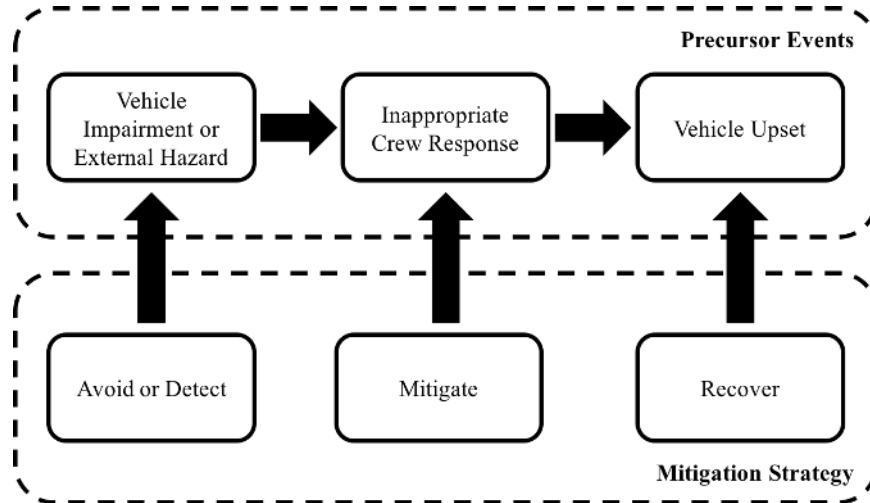 Precursor Events
Vehicle
Impairment or
External Hazard
Inappropriate
Crew Response
Vehicle Upset
Avoid or Detect
Mitigate
Recover
Mitigation Strategy